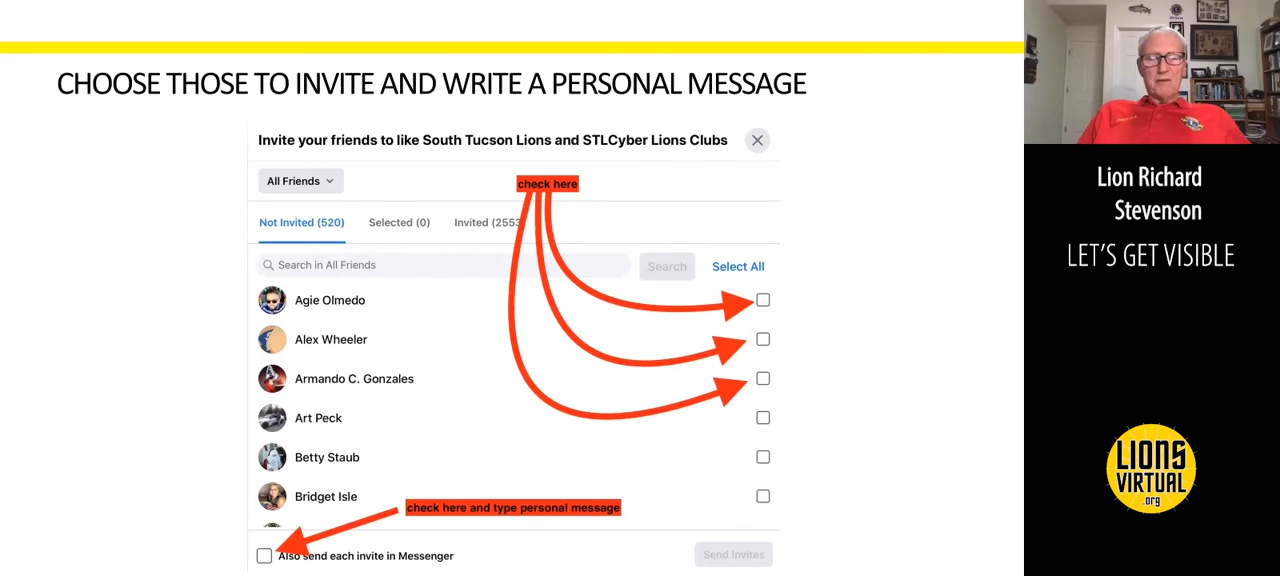 CHOOSE THOSE TO INVITE AND WRITE A PERSONAL MESSAGE
Invite your friends to like South Tucson Lions and STLCyber Lions Clubs
All Friends
check here
Not Invited (520)
Selected (0)
Invited (2553
Search in All Friends
Search
Select All
Agie Olmedo
Alex Wheeler
Armando C. Gonzales
Art Peck
Betty Staub
Bridget Isle
check here and type personal message
Also send each invite in Messenger
Send Invites
Lion Richard
Stevenson
LET'S GET VISIBLE
LIONS
VIRTUAL
.org